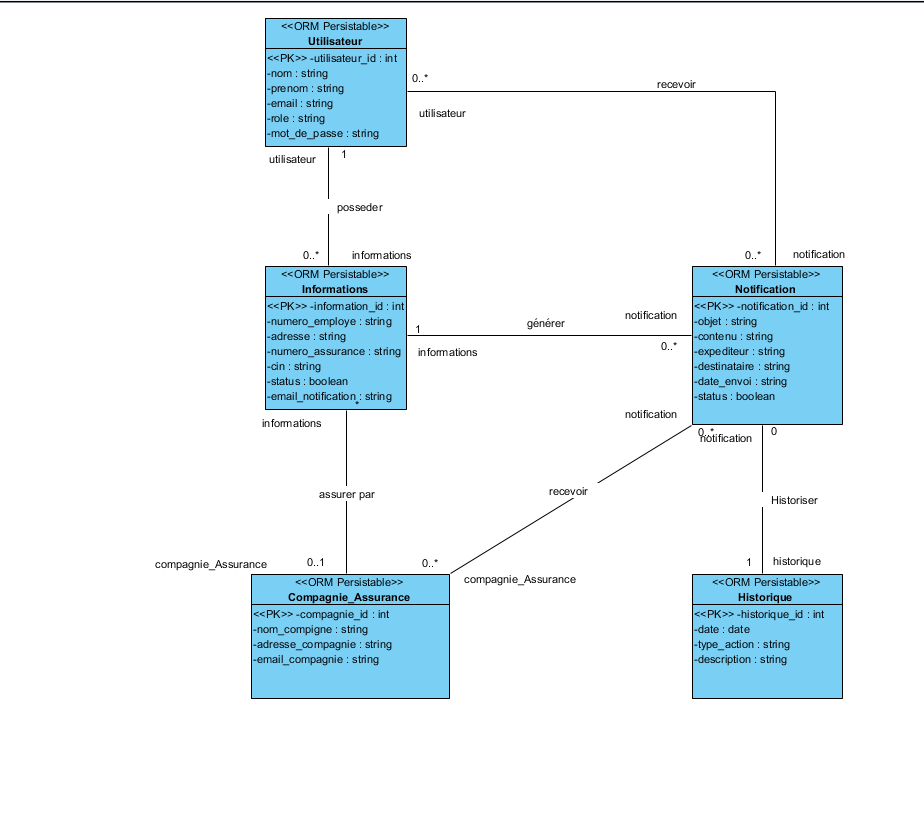 <<ORM Persistable>>
Utilisateur
<<PK>> -utilisateur_id : int
-nom : string
-prenom : string
-email : string
-role : string
-mot_de_passe : string
0..*
recevoir
utilisateur
utilisateur
1
posseder
0..*
informations
0..*
notification
<<ORM Persistable>>
Informations
<<PK>> -information_id : int
-numero_employe : string
-adresse : string
-numero_assurance : string
-cin : string
-status : boolean
-email_notification : string
*
1
générer
notification
informations
0..*
<<ORM Persistable>>
Notification
<<PK>> -notification_id : int
-objet : string
-contenu : string
-expediteur : string
-destinataire : string
-date_envoi : string
-status : boolean
informations
notification
0..*
notification
0
assurer par
recevoir
Historiser
compagnie_Assurance
0..1
0..*
compagnie_Assurance
1
historique
<<ORM Persistable>>
Compagnie_Assurance
<<PK>> -compagnie_id : int
-nom_compigne : string
-adresse_compagnie : string
-email_compagnie : string
<<ORM Persistable>>
Historique
<<PK>> -historique_id : int
-date : date
-type_action : string
-description : string